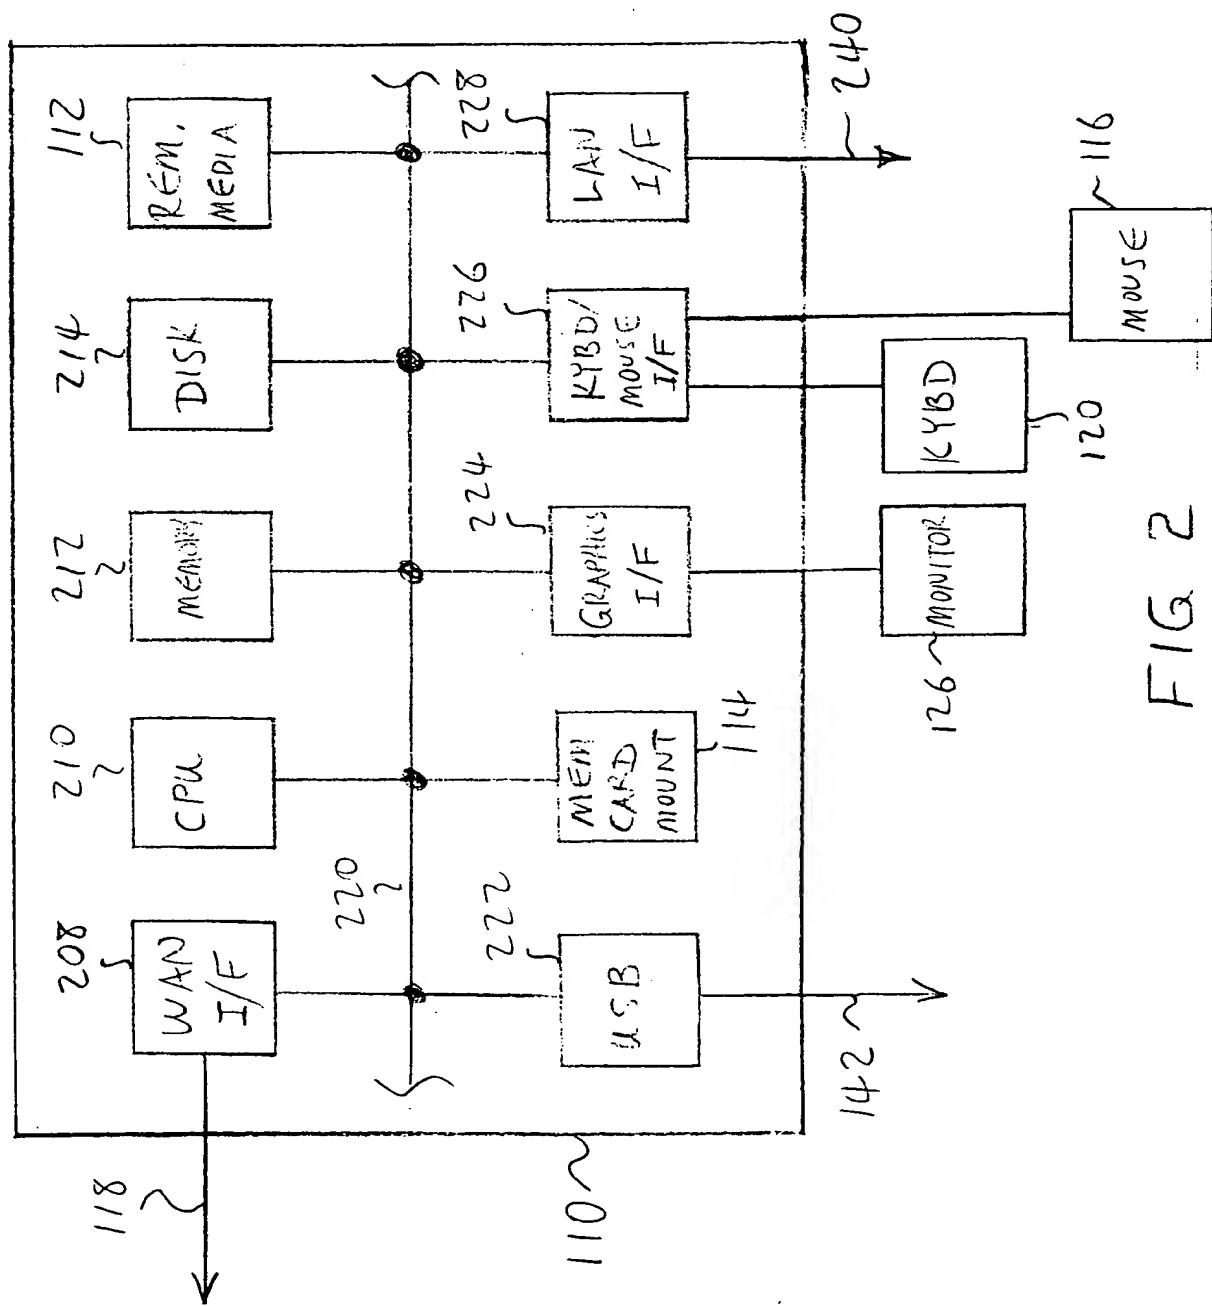 208
210
212
214
112
WAN
I/F
CPU
MEMORY
DISK
REM.
MEDIA
118
220
222
224
226
228
USB
MEM
CARD
MOUNT
GRAPHICS
I/F
KYBD/
MOUSE
I/F
LAN
I/F
114
110
142
240
126
MONITOR
KYBD
120
MOUSE
116
FIG 2